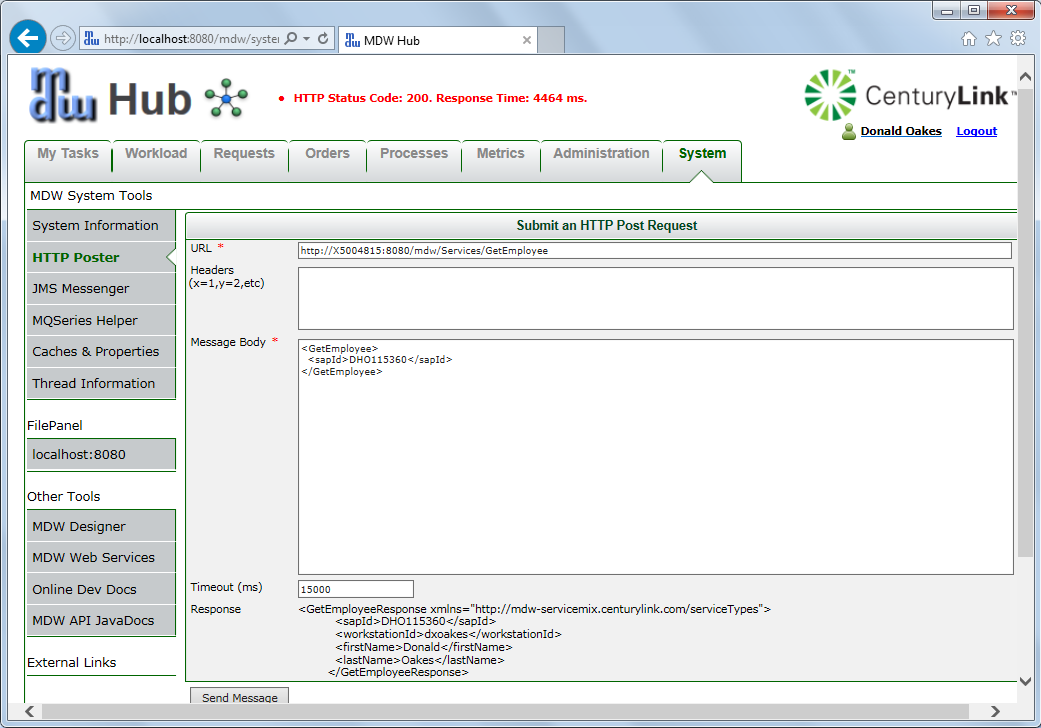 http://localhost:8080/mdw/syster
MDW Hub
mdw Hub
HTTP Status Code: 200. Response Time: 4464 ms.
CenturyLink™
Donald Oakes Logout
My Tasks Workload Requests Orders Processes Metrics Administration System
MDW System Tools
System Information
HTTP Poster
JMS Messenger
MQSeries Helper
Caches & Properties
Thread Information
FilePanel
localhost:8080
Other Tools
MDW Designer
MDW Web Services
Online Dev Docs
MDW API JavaDocs
External Links
Submit an HTTP Post Request
URL * http://X5004815:8080/mdw/Services/GetEmployee
Headers
(x=1,y=2,etc)
Message Body *
<GetEmployee>
<sapId>DHO115360</sapId>
</GetEmployee>
Timeout (ms) 15000
Response
<GetEmployeeResponse xmlns="http://mdw-servicemix.centurylink.com/serviceTypes">
<sapId>DHO115360</sapId>
<workstationId>dxoakes</workstationId>
<firstName>Donald</firstName>
<lastName>Oakes</lastName>
</GetEmployeeResponse>
Send Message